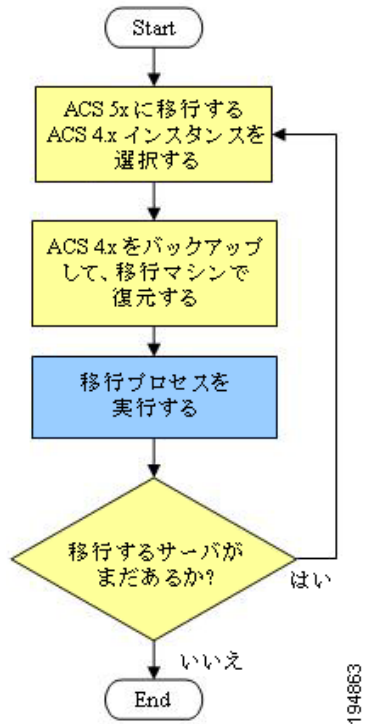 Start
ACS 5x に移行する
ACS 4.x インスタンスを
選択する
ACS 4.x をバックアップ
して、移行マシンで
復元する
移行プロセスを
実行する
移行するサーバが
まだあるか?
はい
いいえ
End
194863